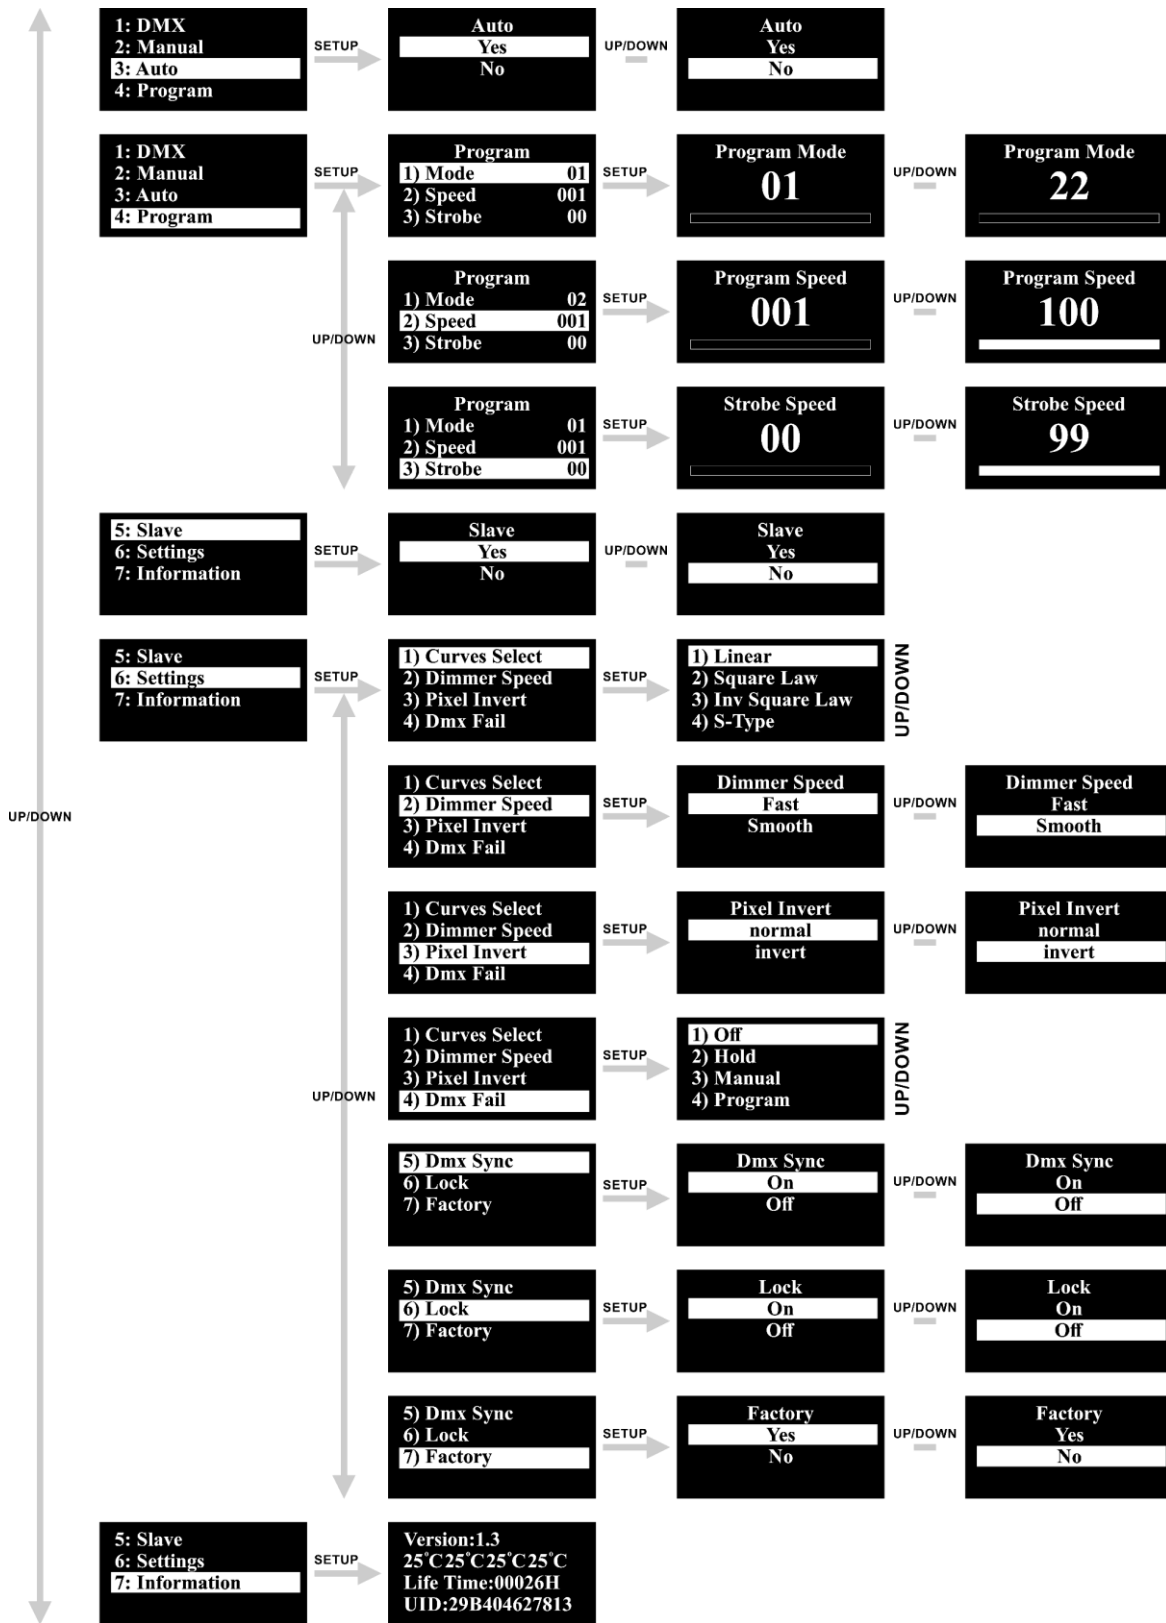 1: DMX
2: Manual
3: Auto
4: Program
SETUP
Auto
Yes
No
UP/DOWN
Auto
Yes
No
1: DMX
2: Manual
3: Auto
4: Program
SETUP
Program
1) Mode 01
2) Speed 001
3) Strobe 00
SETUP
Program Mode
01
UP/DOWN
Program Mode
22
Program
1) Mode 02
2) Speed 001
3) Strobe 00
SETUP
Program Speed
001
UP/DOWN
Program Speed
100
UP/DOWN
Program
1) Mode 01
2) Speed 001
3) Strobe 00
SETUP
Strobe Speed
00
UP/DOWN
Strobe Speed
99
5: Slave
6: Settings
7: Information
SETUP
Slave
Yes
No
UP/DOWN
Slave
Yes
No
5: Slave
6: Settings
7: Information
SETUP
1) Curves Select
2) Dimmer Speed
3) Pixel Invert
4) Dmx Fail
SETUP
1) Linear
2) Square Law
3) Inv Square Law
4) S-Type
UP/DOWN
UP/DOWN
1) Curves Select
2) Dimmer Speed
3) Pixel Invert
4) Dmx Fail
SETUP
Dimmer Speed
Fast
Smooth
UP/DOWN
Dimmer Speed
Fast
Smooth
1) Curves Select
2) Dimmer Speed
3) Pixel Invert
4) Dmx Fail
SETUP
Pixel Invert
normal
invert
UP/DOWN
Pixel Invert
normal
invert
UP/DOWN
1) Curves Select
2) Dimmer Speed
3) Pixel Invert
4) Dmx Fail
SETUP
1) Off
2) Hold
3) Manual
4) Program
UP/DOWN
5) Dmx Sync
6) Lock
7) Factory
SETUP
Dmx Sync
On
Off
UP/DOWN
Dmx Sync
On
Off
5) Dmx Sync
6) Lock
7) Factory
SETUP
Lock
On
Off
UP/DOWN
Lock
On
Off
5) Dmx Sync
6) Lock
7) Factory
SETUP
Factory
Yes
No
UP/DOWN
Factory
Yes
No
5: Slave
6: Settings
7: Information
SETUP
Version:1.3
25°C25°C25°C25°C
Life Time:00026H
UID:29B404627813